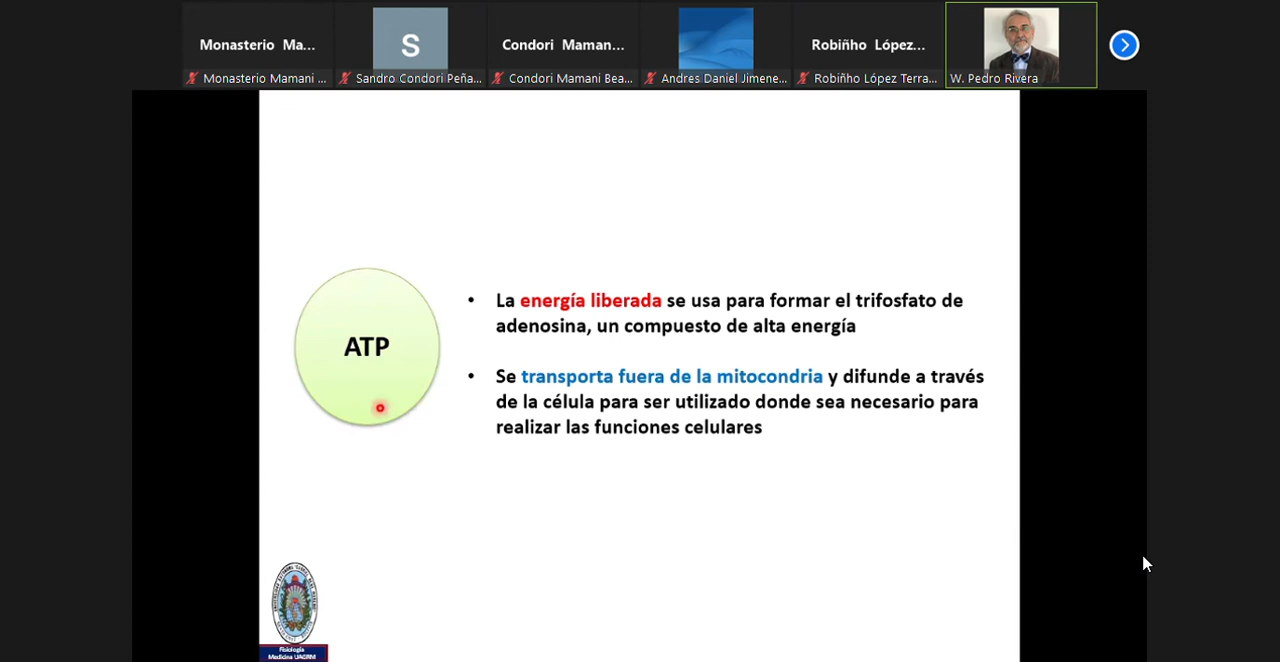 Monasterio Ma...
S
Condori Maman...
Robiñho López...
Monasterio Mamani ...
Sandro Condori Peña...
Condori Mamani Bea...
Andres Daniel Jimene...
Robiñho López Terra...
W. Pedro Rivera
ATP
• La energía liberada se usa para formar el trifosfato de
adenosina, un compuesto de alta energía
• Se transporta fuera de la mitocondria y difunde a través
de la célula para ser utilizado donde sea necesario para
realizar las funciones celulares
Fisiología
Medicina UAGRM